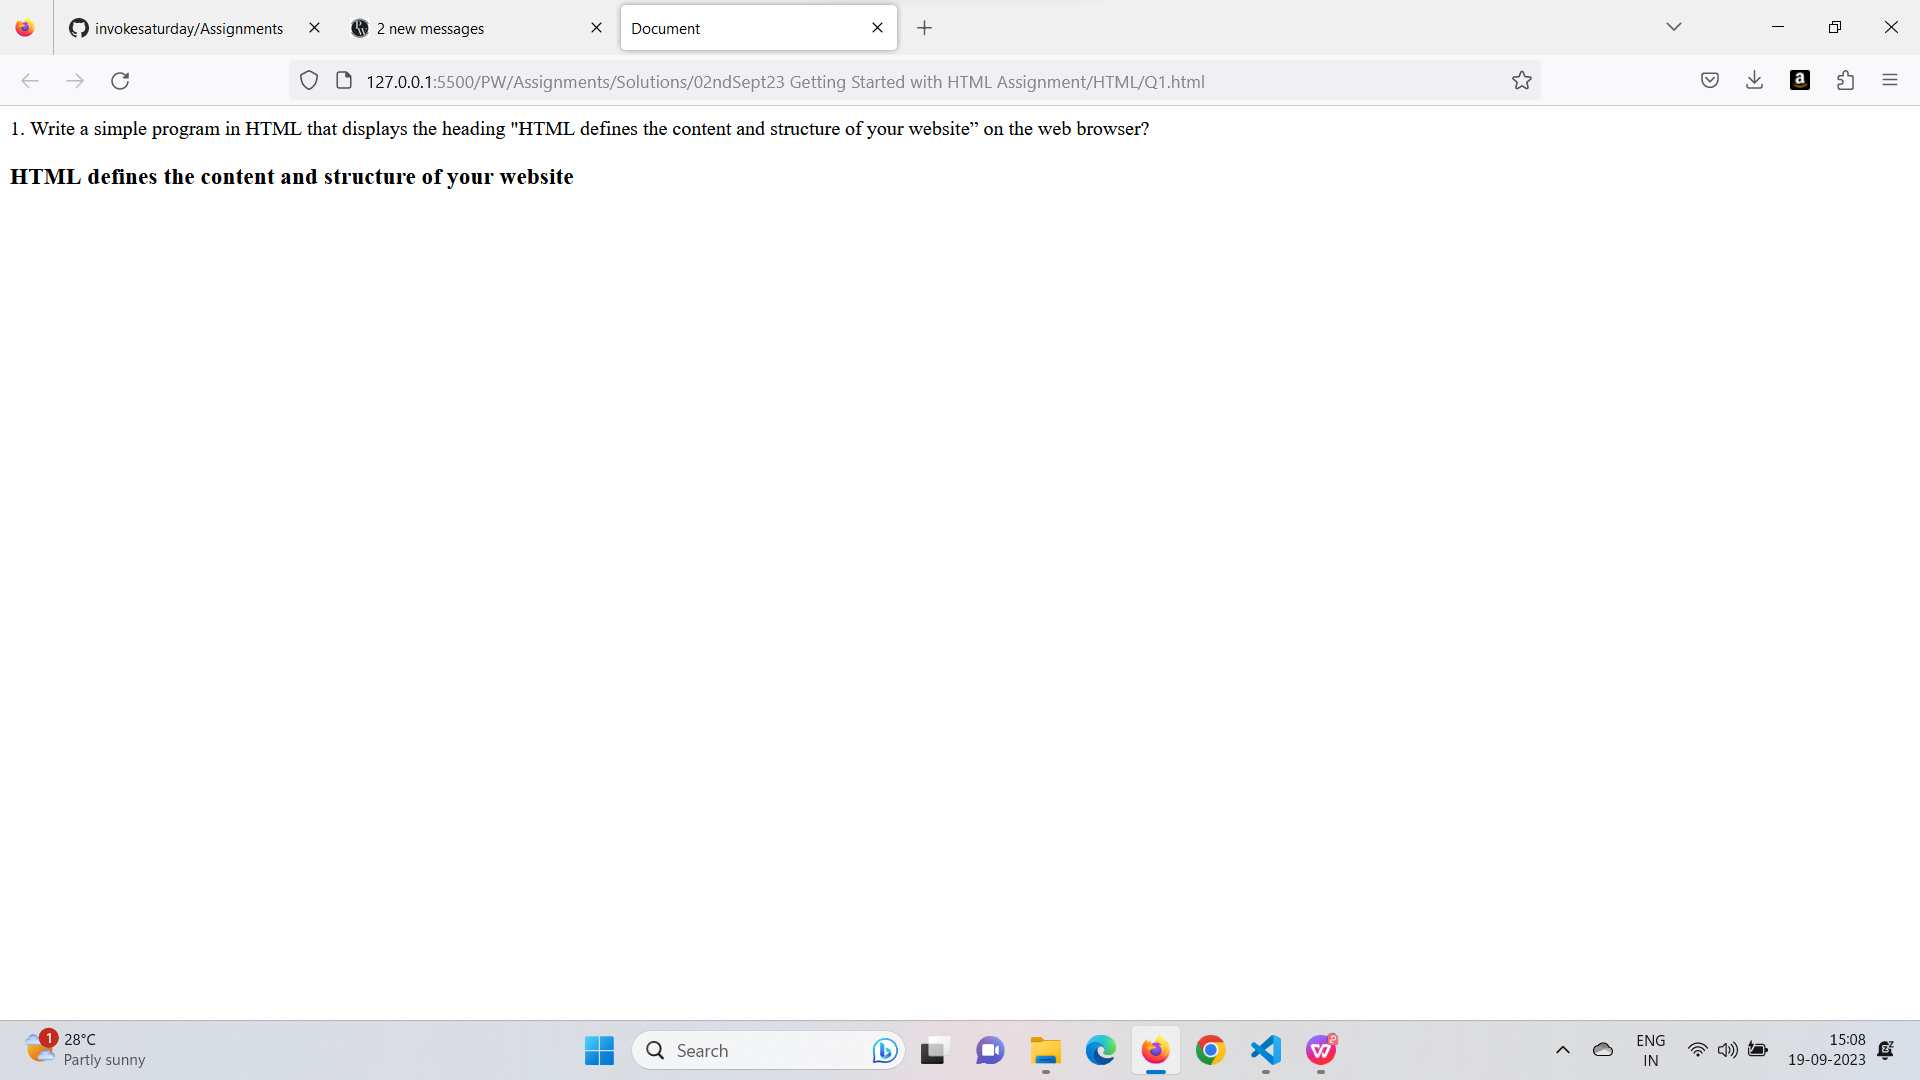 invokesaturday/Assignments
2 new messages
Document
127.0.0.1:5500/PW/Assignments/Solutions/02ndSept23 Getting Started with HTML Assignment/HTML/Q1.html
1. Write a simple program in HTML that displays the heading "HTML defines the content and structure of your website” on the web browser?
HTML defines the content and structure of your website
1
28°C
Partly sunny
Search
ENG
IN
15:08
19-09-2023